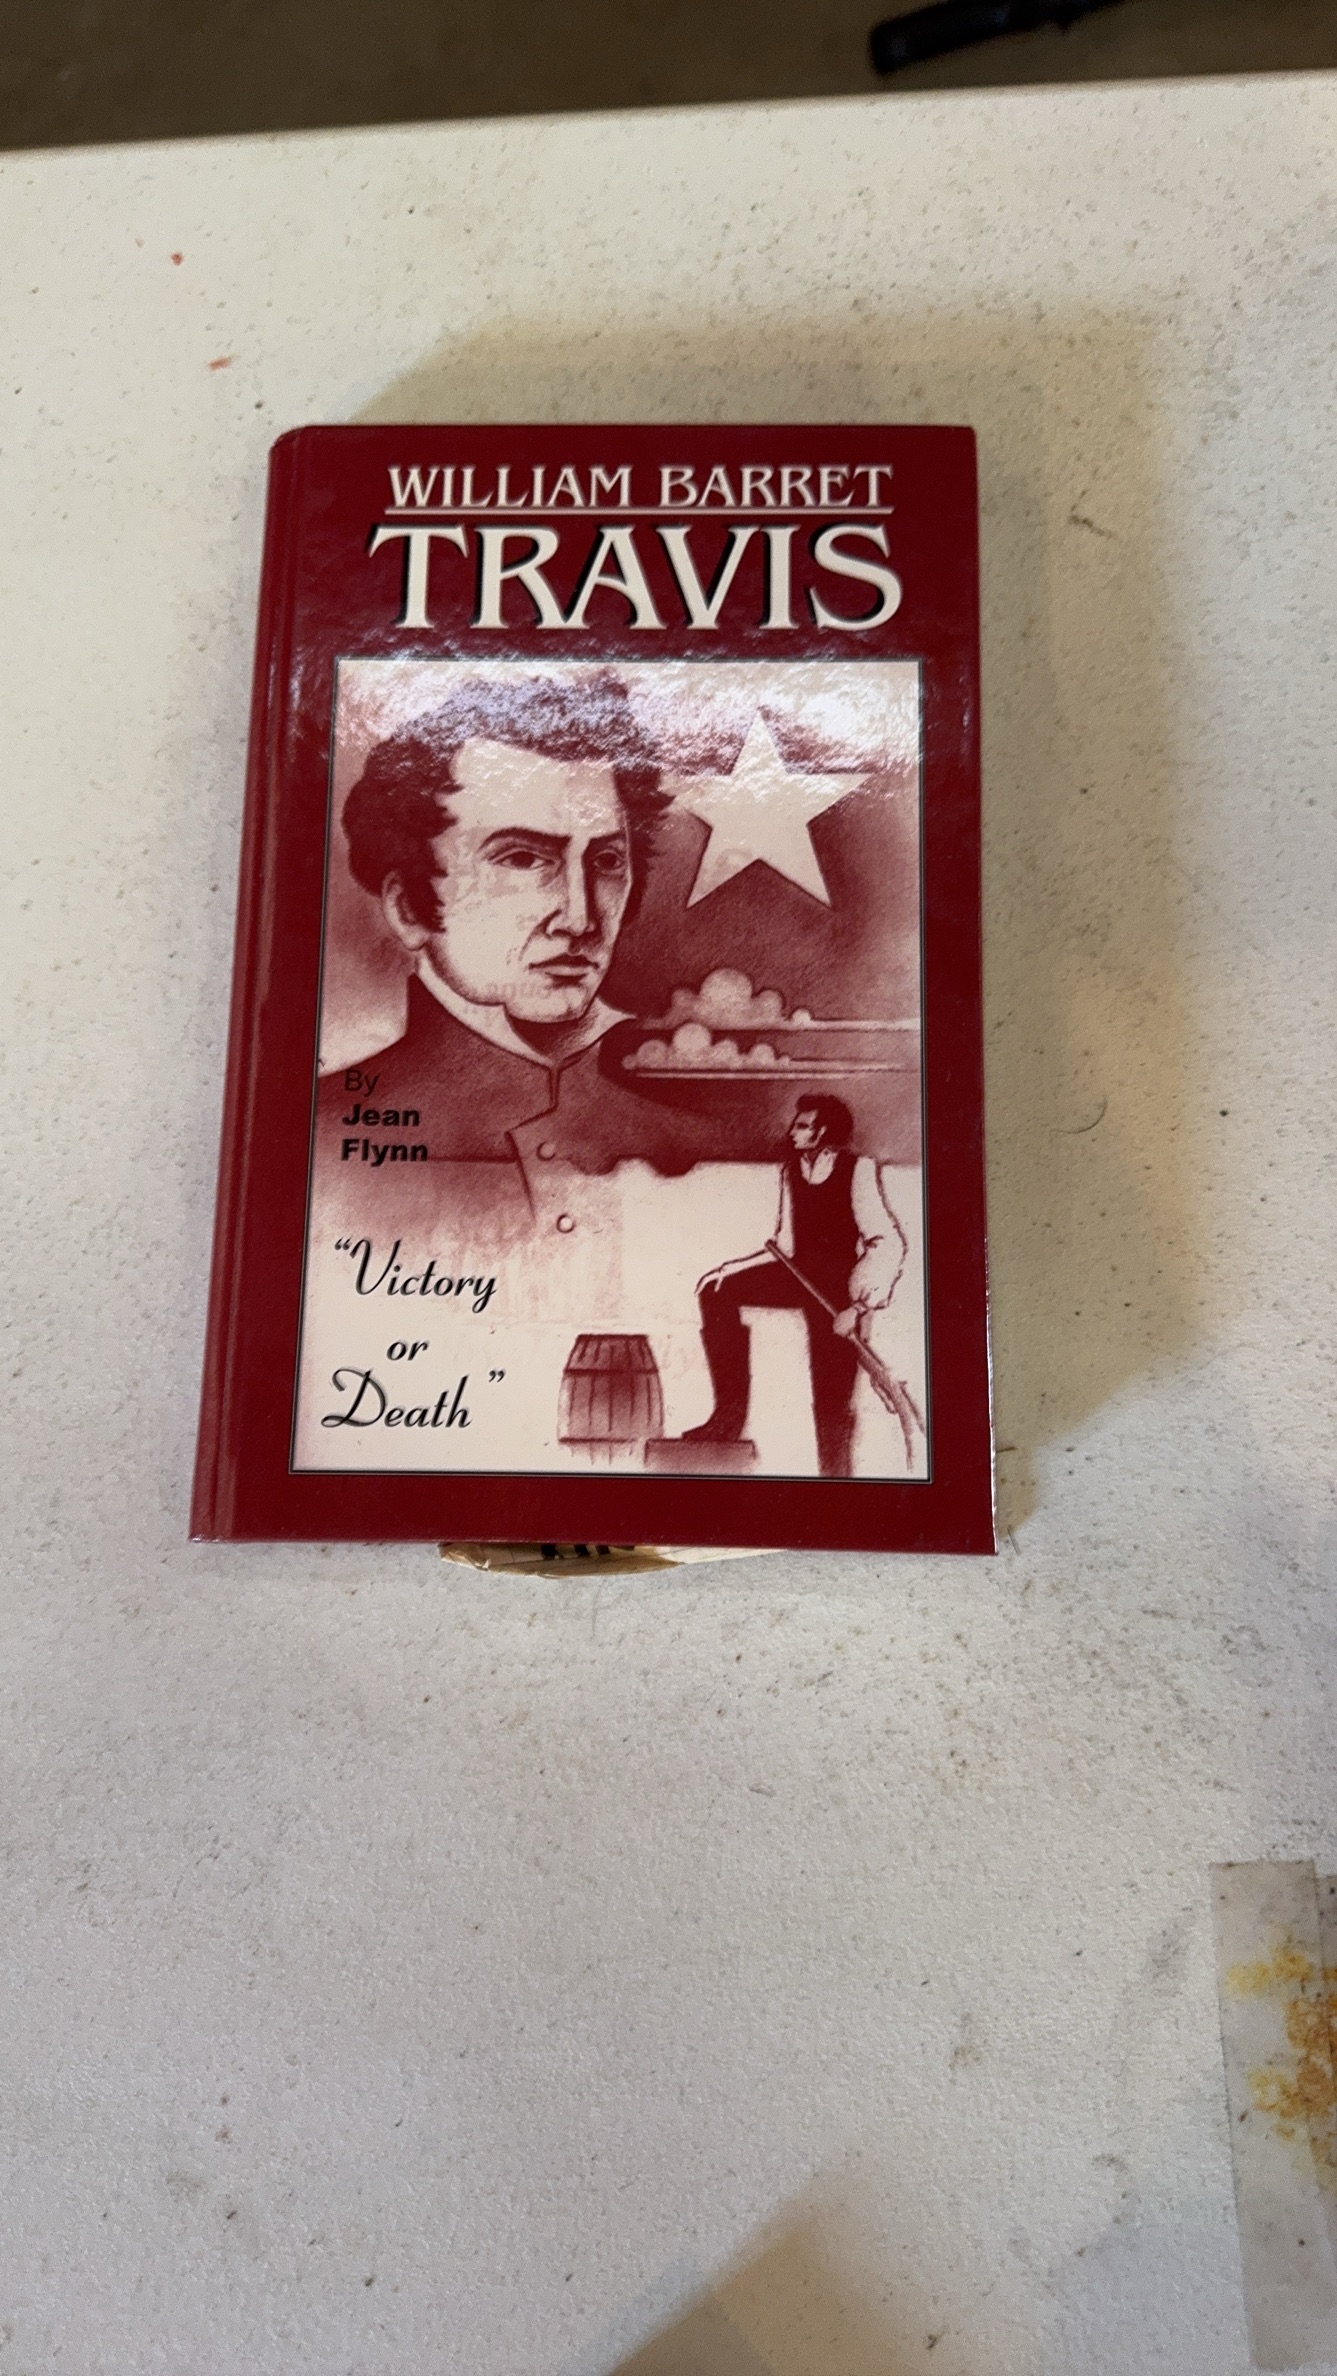 WILLIAM BARRET
TRAVIS
By
Jean
Flynn
“Victory
or
Death”